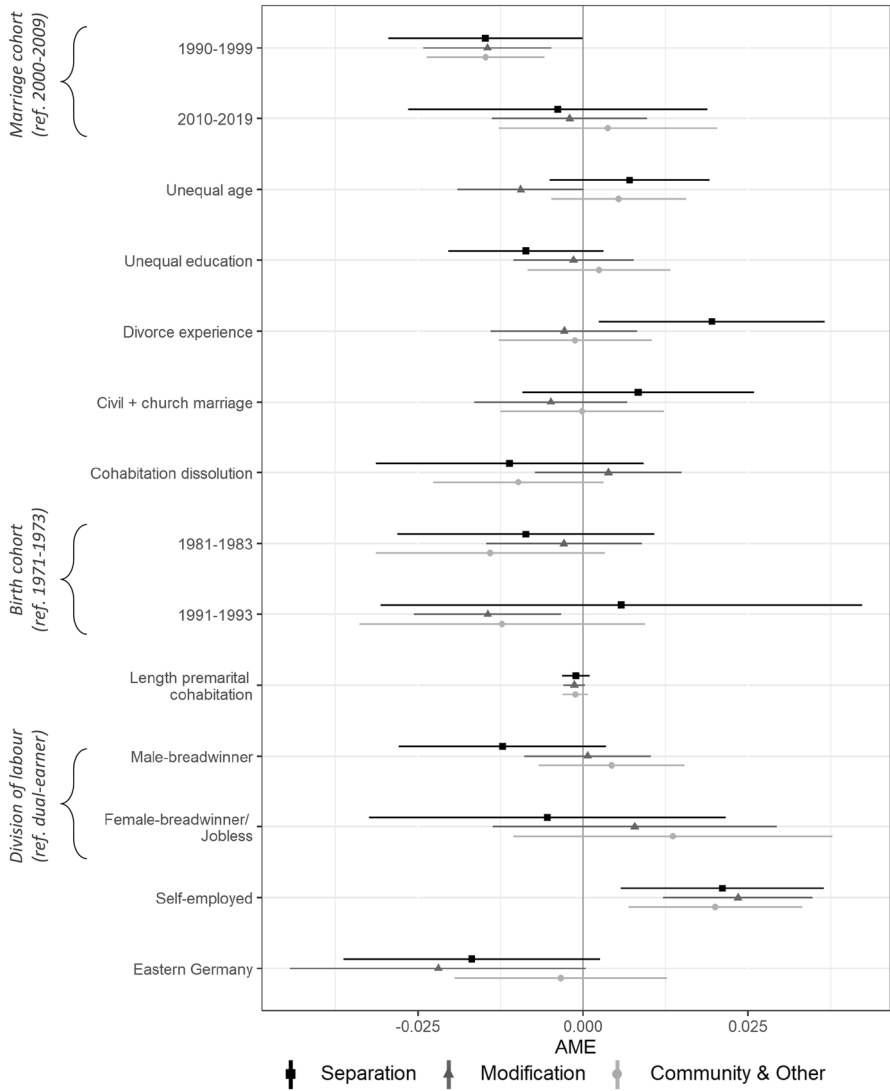 Marriage cohort
(ref. 2000-2009)
1990-1999
2010-2019
Unequal age
Unequal education
Divorce experience
Civil + church marriage
Cohabitation dissolution
Birth cohort
(ref. 1971-1973)
1981-1983
1991-1993
Length premarital
cohabitation
Division of labour
(ref. dual-earner)
Male-breadwinner
Female-breadwinner/
Jobless
Self-employed
Eastern Germany
-0.025 0.000 0.025
AME
Separation Modification Community & Other